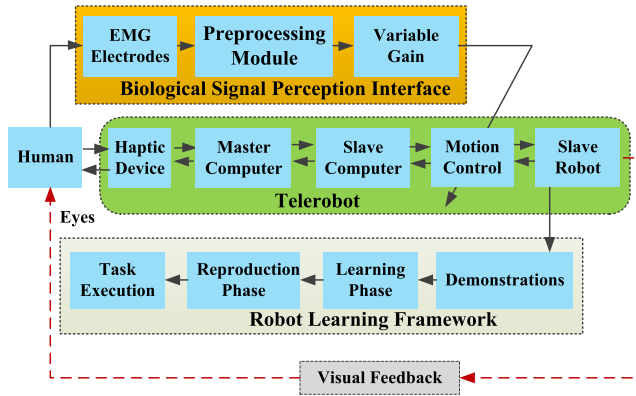 EMG
Electrodes
Preprocessing
Module
Variable
Gain
Biological Signal Perception Interface
Human
Haptic
Device
Master
Computer
Slave
Computer
Motion
Control
Slave
Robot
Telerobot
Eyes
Task
Execution
Reproduction
Phase
Learning
Phase
Demonstrations
Robot Learning Framework
Visual Feedback